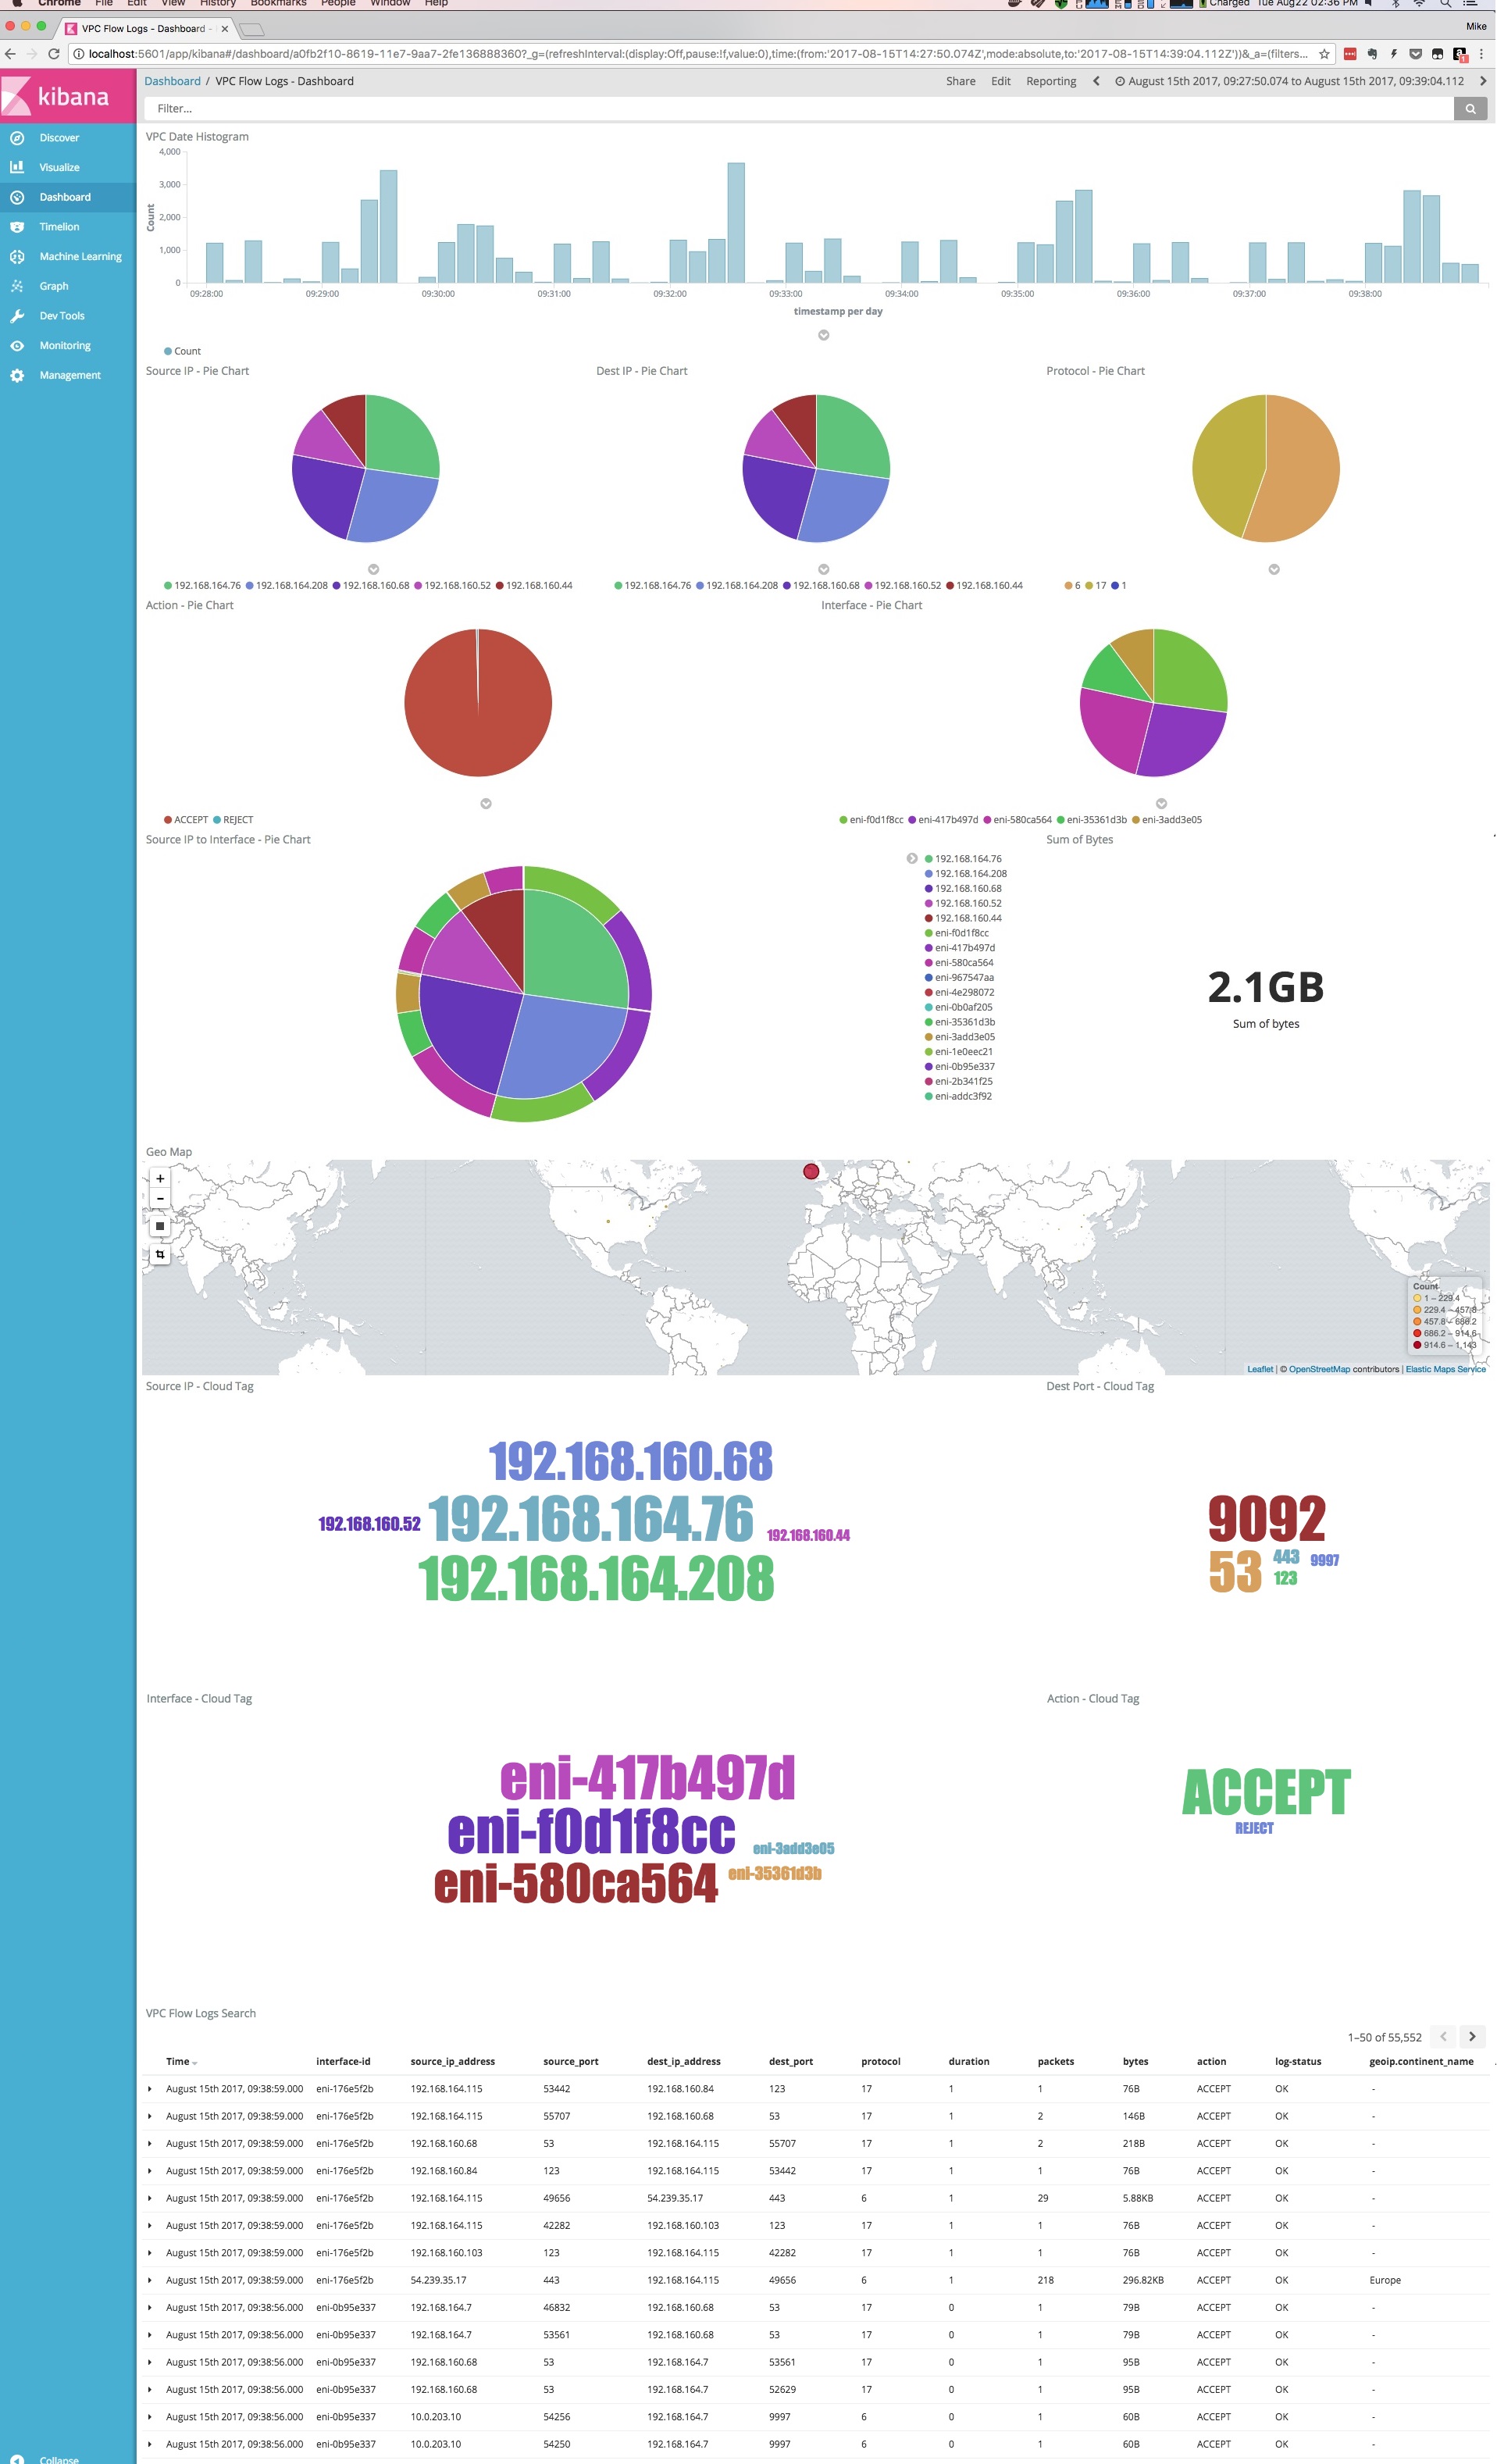 Chrome File Edit View History Bookmarks People Window Help Charged Tue Aug22 02:36 PM
VPC Flow Logs - Dashboard - Mike
localhost:5601/app/kibana#/dashboard/a0fb2f10-8619-11e7-9aa7-2fe136888360?_g=(refreshInterval:(display:Off,pause:!f,value:0),time:(from:'2017-08-15T14:27:50.074Z',mode:absolute,to:'2017-08-15T14:39:04.112Z'))&_a=(filters...
kibana
Discover
Visualize
Dashboard
Timelion
Machine Learning
Graph
Dev Tools
Monitoring
Management
Collapse
Dashboard / VPC Flow Logs - Dashboard Share Edit Reporting August 15th 2017, 09:27:50.074 to August 15th 2017, 09:39:04.112
Filter...
VPC Date Histogram
4,000
3,000
2,000
1,000
0
Count
09:28:00 09:29:00 09:30:00 09:31:00 09:32:00 09:33:00 09:34:00 09:35:00 09:36:00 09:37:00 09:38:00
timestamp per day
Count
Source IP - Pie Chart Dest IP - Pie Chart Protocol - Pie Chart
192.168.164.76 192.168.164.208 192.168.160.68 192.168.160.52 192.168.160.44 192.168.164.76 192.168.164.208 192.168.160.68 192.168.160.52 192.168.160.44 6 17 1
Action - Pie Chart Interface - Pie Chart
ACCEPT REJECT eni-f0d1f8cc eni-417b497d eni-580ca564 eni-35361d3b eni-3add3e05
Source IP to Interface - Pie Chart Sum of Bytes
192.168.164.76
192.168.164.208
192.168.160.68
192.168.160.52
192.168.160.44
eni-f0d1f8cc
eni-417b497d
eni-580ca564
eni-967547aa
eni-4e298072
eni-0b0af205
eni-35361d3b
eni-3add3e05
eni-1e0eec21
eni-0b95e337
eni-2b341f25
eni-addc3f92
2.1GB
Sum of bytes
Geo Map
+
−
Count
1 – 229.4
229.4 – 457.8
457.8 – 686.2
686.2 – 914.6
914.6 – 1,143
Leaflet | © OpenStreetMap contributors | Elastic Maps Service
Source IP - Cloud Tag Dest Port - Cloud Tag
192.168.160.68
192.168.160.52 192.168.164.76 192.168.160.44
192.168.164.208
9092
53 443 9997
123
Interface - Cloud Tag Action - Cloud Tag
eni-417b497d
eni-f0d1f8cc eni-3add3e05
eni-580ca564 eni-35361d3b
ACCEPT
REJECT
VPC Flow Logs Search
1–50 of 55,552
Time interface-id source_ip_address source_port dest_ip_address dest_port protocol duration packets bytes action log-status geoip.continent_name
August 15th 2017, 09:38:59.000 eni-176e5f2b 192.168.164.115 53442 192.168.160.84 123 17 1 1 76B ACCEPT OK -
August 15th 2017, 09:38:59.000 eni-176e5f2b 192.168.164.115 55707 192.168.160.68 53 17 1 2 146B ACCEPT OK -
August 15th 2017, 09:38:59.000 eni-176e5f2b 192.168.160.68 53 192.168.164.115 55707 17 1 2 218B ACCEPT OK -
August 15th 2017, 09:38:59.000 eni-176e5f2b 192.168.160.84 123 192.168.164.115 53442 17 1 1 76B ACCEPT OK -
August 15th 2017, 09:38:59.000 eni-176e5f2b 192.168.164.115 49656 54.239.35.17 443 6 1 29 5.88KB ACCEPT OK -
August 15th 2017, 09:38:59.000 eni-176e5f2b 192.168.164.115 42282 192.168.160.103 123 17 1 1 76B ACCEPT OK -
August 15th 2017, 09:38:59.000 eni-176e5f2b 192.168.160.103 123 192.168.164.115 42282 17 1 1 76B ACCEPT OK -
August 15th 2017, 09:38:59.000 eni-176e5f2b 54.239.35.17 443 192.168.164.115 49656 6 1 218 296.82KB ACCEPT OK Europe
August 15th 2017, 09:38:56.000 eni-0b95e337 192.168.164.7 46832 192.168.160.68 53 17 0 1 79B ACCEPT OK -
August 15th 2017, 09:38:56.000 eni-0b95e337 192.168.164.7 53561 192.168.160.68 53 17 0 1 79B ACCEPT OK -
August 15th 2017, 09:38:56.000 eni-0b95e337 192.168.160.68 53 192.168.164.7 53561 17 0 1 95B ACCEPT OK -
August 15th 2017, 09:38:56.000 eni-0b95e337 192.168.160.68 53 192.168.164.7 52629 17 0 1 95B ACCEPT OK -
August 15th 2017, 09:38:56.000 eni-0b95e337 10.0.203.10 54256 192.168.164.7 9997 6 0 1 60B ACCEPT OK -
August 15th 2017, 09:38:56.000 eni-0b95e337 10.0.203.10 54250 192.168.164.7 9997 6 0 1 60B ACCEPT OK -